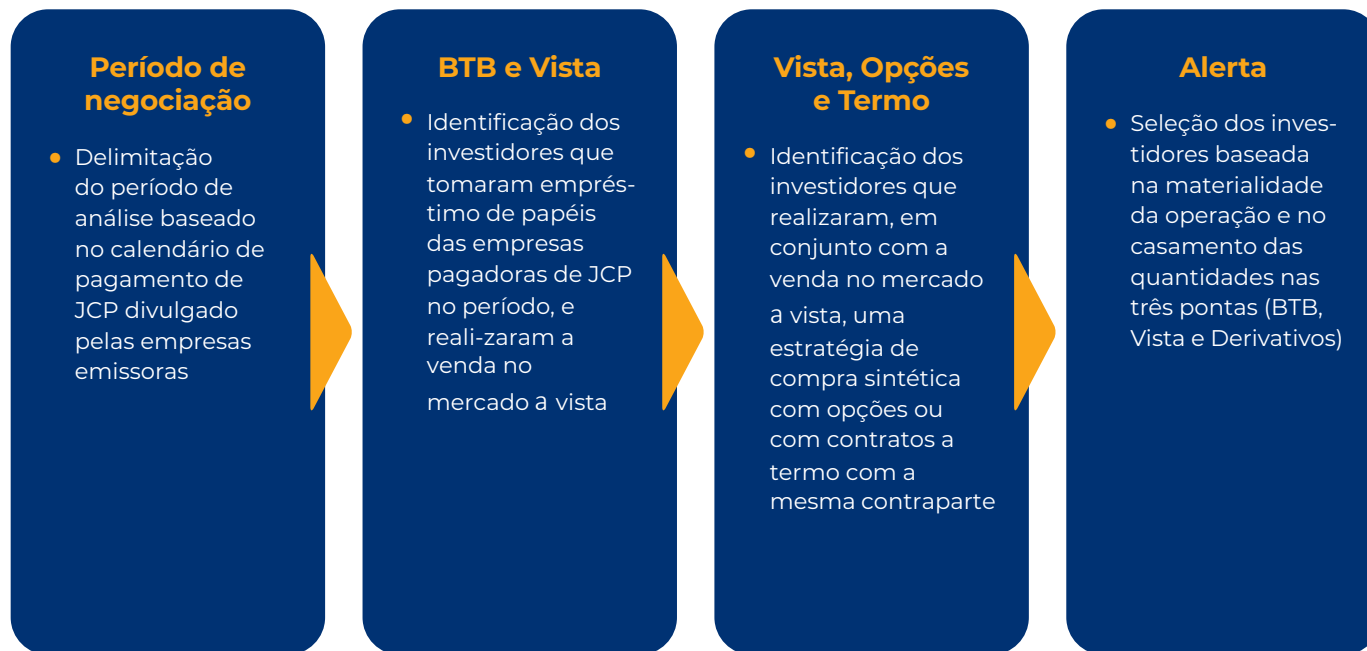 Período de
negociação
• Delimitação
do período de
análise baseado
no calendário de
pagamento de
JCP divulgado
pelas empresas
emissoras
BTB e Vista
• Identificação dos
investidores que
tomaram emprés-
timo de papéis
das empresas
pagadoras de JCP
no período, e
reali-zaram a
venda no
mercado a vista
Vista, Opções
e Termo
• Identificação dos
investidores que
realizaram, em
conjunto com a
venda no mercado
a vista, uma
estratégia de
compra sintética
com opções ou
com contratos a
termo com a
mesma contraparte
Alerta
• Seleção dos inves-
tidores baseada
na materialidade
da operação e no
casamento das
quantidades nas
três pontas (BTB,
Vista e Derivativos)